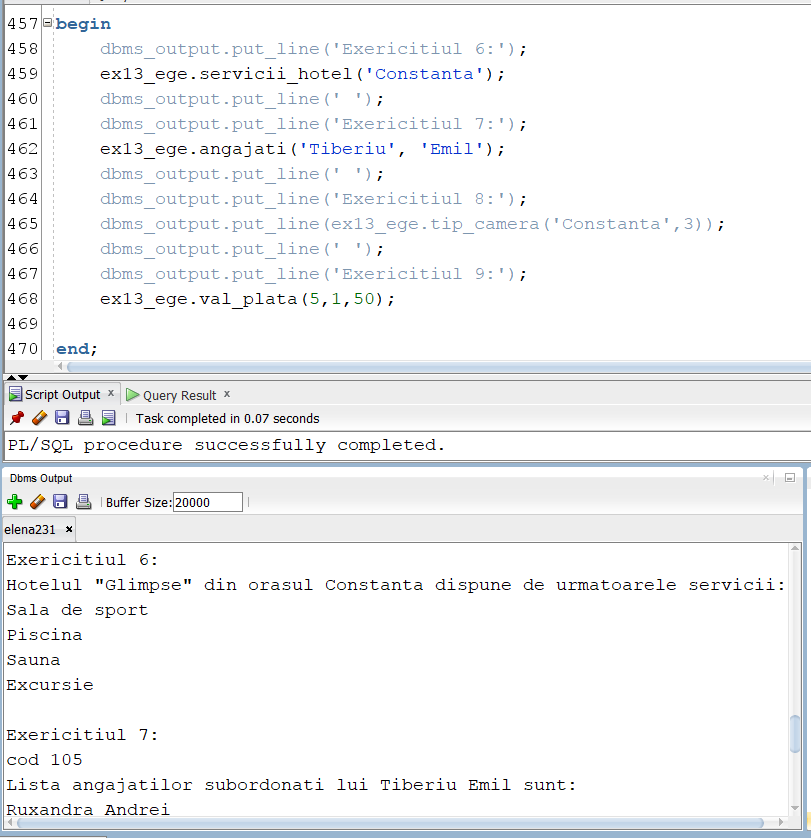 457 begin
458 dbms_output.put_line('Exericitiul 6:');
459 ex13_ege.servicii_hotel('Constanta');
460 dbms_output.put_line(' ');
461 dbms_output.put_line('Exericitiul 7:');
462 ex13_ege.angajati('Tiberiu', 'Emil');
463 dbms_output.put_line(' ');
464 dbms_output.put_line('Exericitiul 8:');
465 dbms_output.put_line(ex13_ege.tip_camera('Constanta',3));
466 dbms_output.put_line(' ');
467 dbms_output.put_line('Exericitiul 9:');
468 ex13_ege.val_plata(5,1,50);
469
470 end;
Script Output x Query Result x
Task completed in 0.07 seconds
PL/SQL procedure successfully completed.
Dbms Output
Buffer Size: 20000
elena231 x
Exericitiul 6:
Hotelul "Glimpse" din orasul Constanta dispune de urmatoarele servicii:
Sala de sport
Piscina
Sauna
Excursie
Exericitiul 7:
cod 105
Lista angajatilor subordonati lui Tiberiu Emil sunt:
Ruxandra Andrei